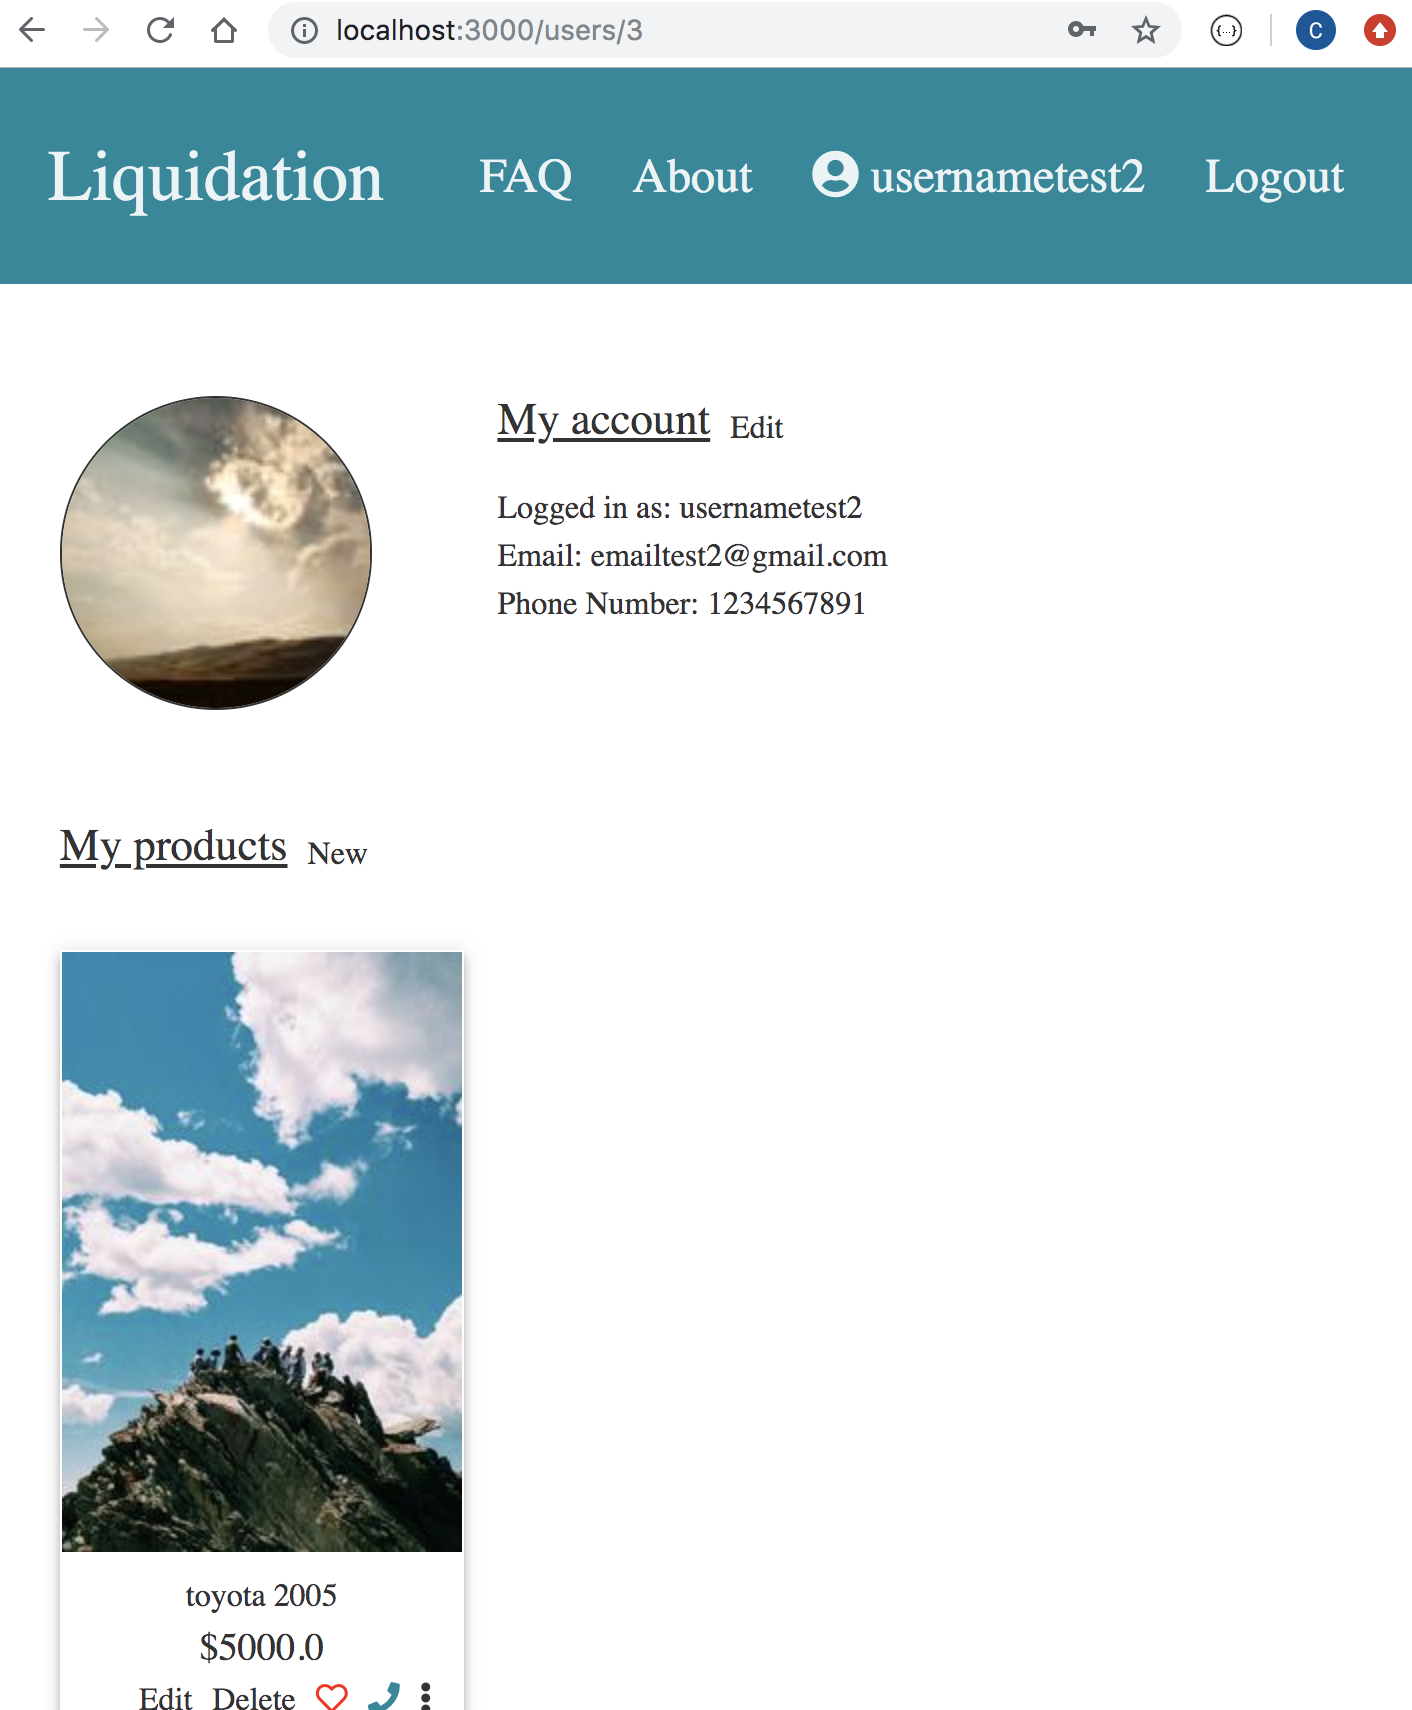 localhost:3000/users/3
{...}
C
Liquidation FAQ About usernametest2 Logout
My account Edit
Logged in as: usernametest2
Email: emailtest2@gmail.com
Phone Number: 1234567891
My products New
toyota 2005
$5000.0
Edit Delete